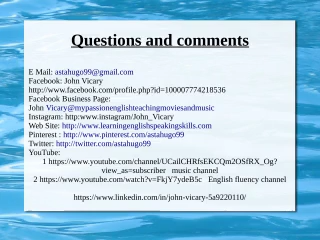 Questions and comments
E Mail: astahugo99@gmail.com
Facebook: John Vicary
http://www.facebook.com/profile.php?id=100007774218536
Facebook Business Page:
John Vicary@mypassionenglishteachingmoviesandmusic
Instagram: http:www.instagram/John_Vicary
Web Site: http://www.learningenglishspeakingskills.com
Pinterest : http://www.pinterest.com/astahugo99
Twitter: http://twitter.com/astahugo99
YouTube:
1 https://www.youtube.com/channel/UCailCHRfsEKCQm2OSfRX_Og?
view_as=subscriber music channel
2 https://www.youtube.com/watch?v=FkjY7ydeB5c English fluency channel
https://www.linkedin.com/in/john-vicary-5a9220110/